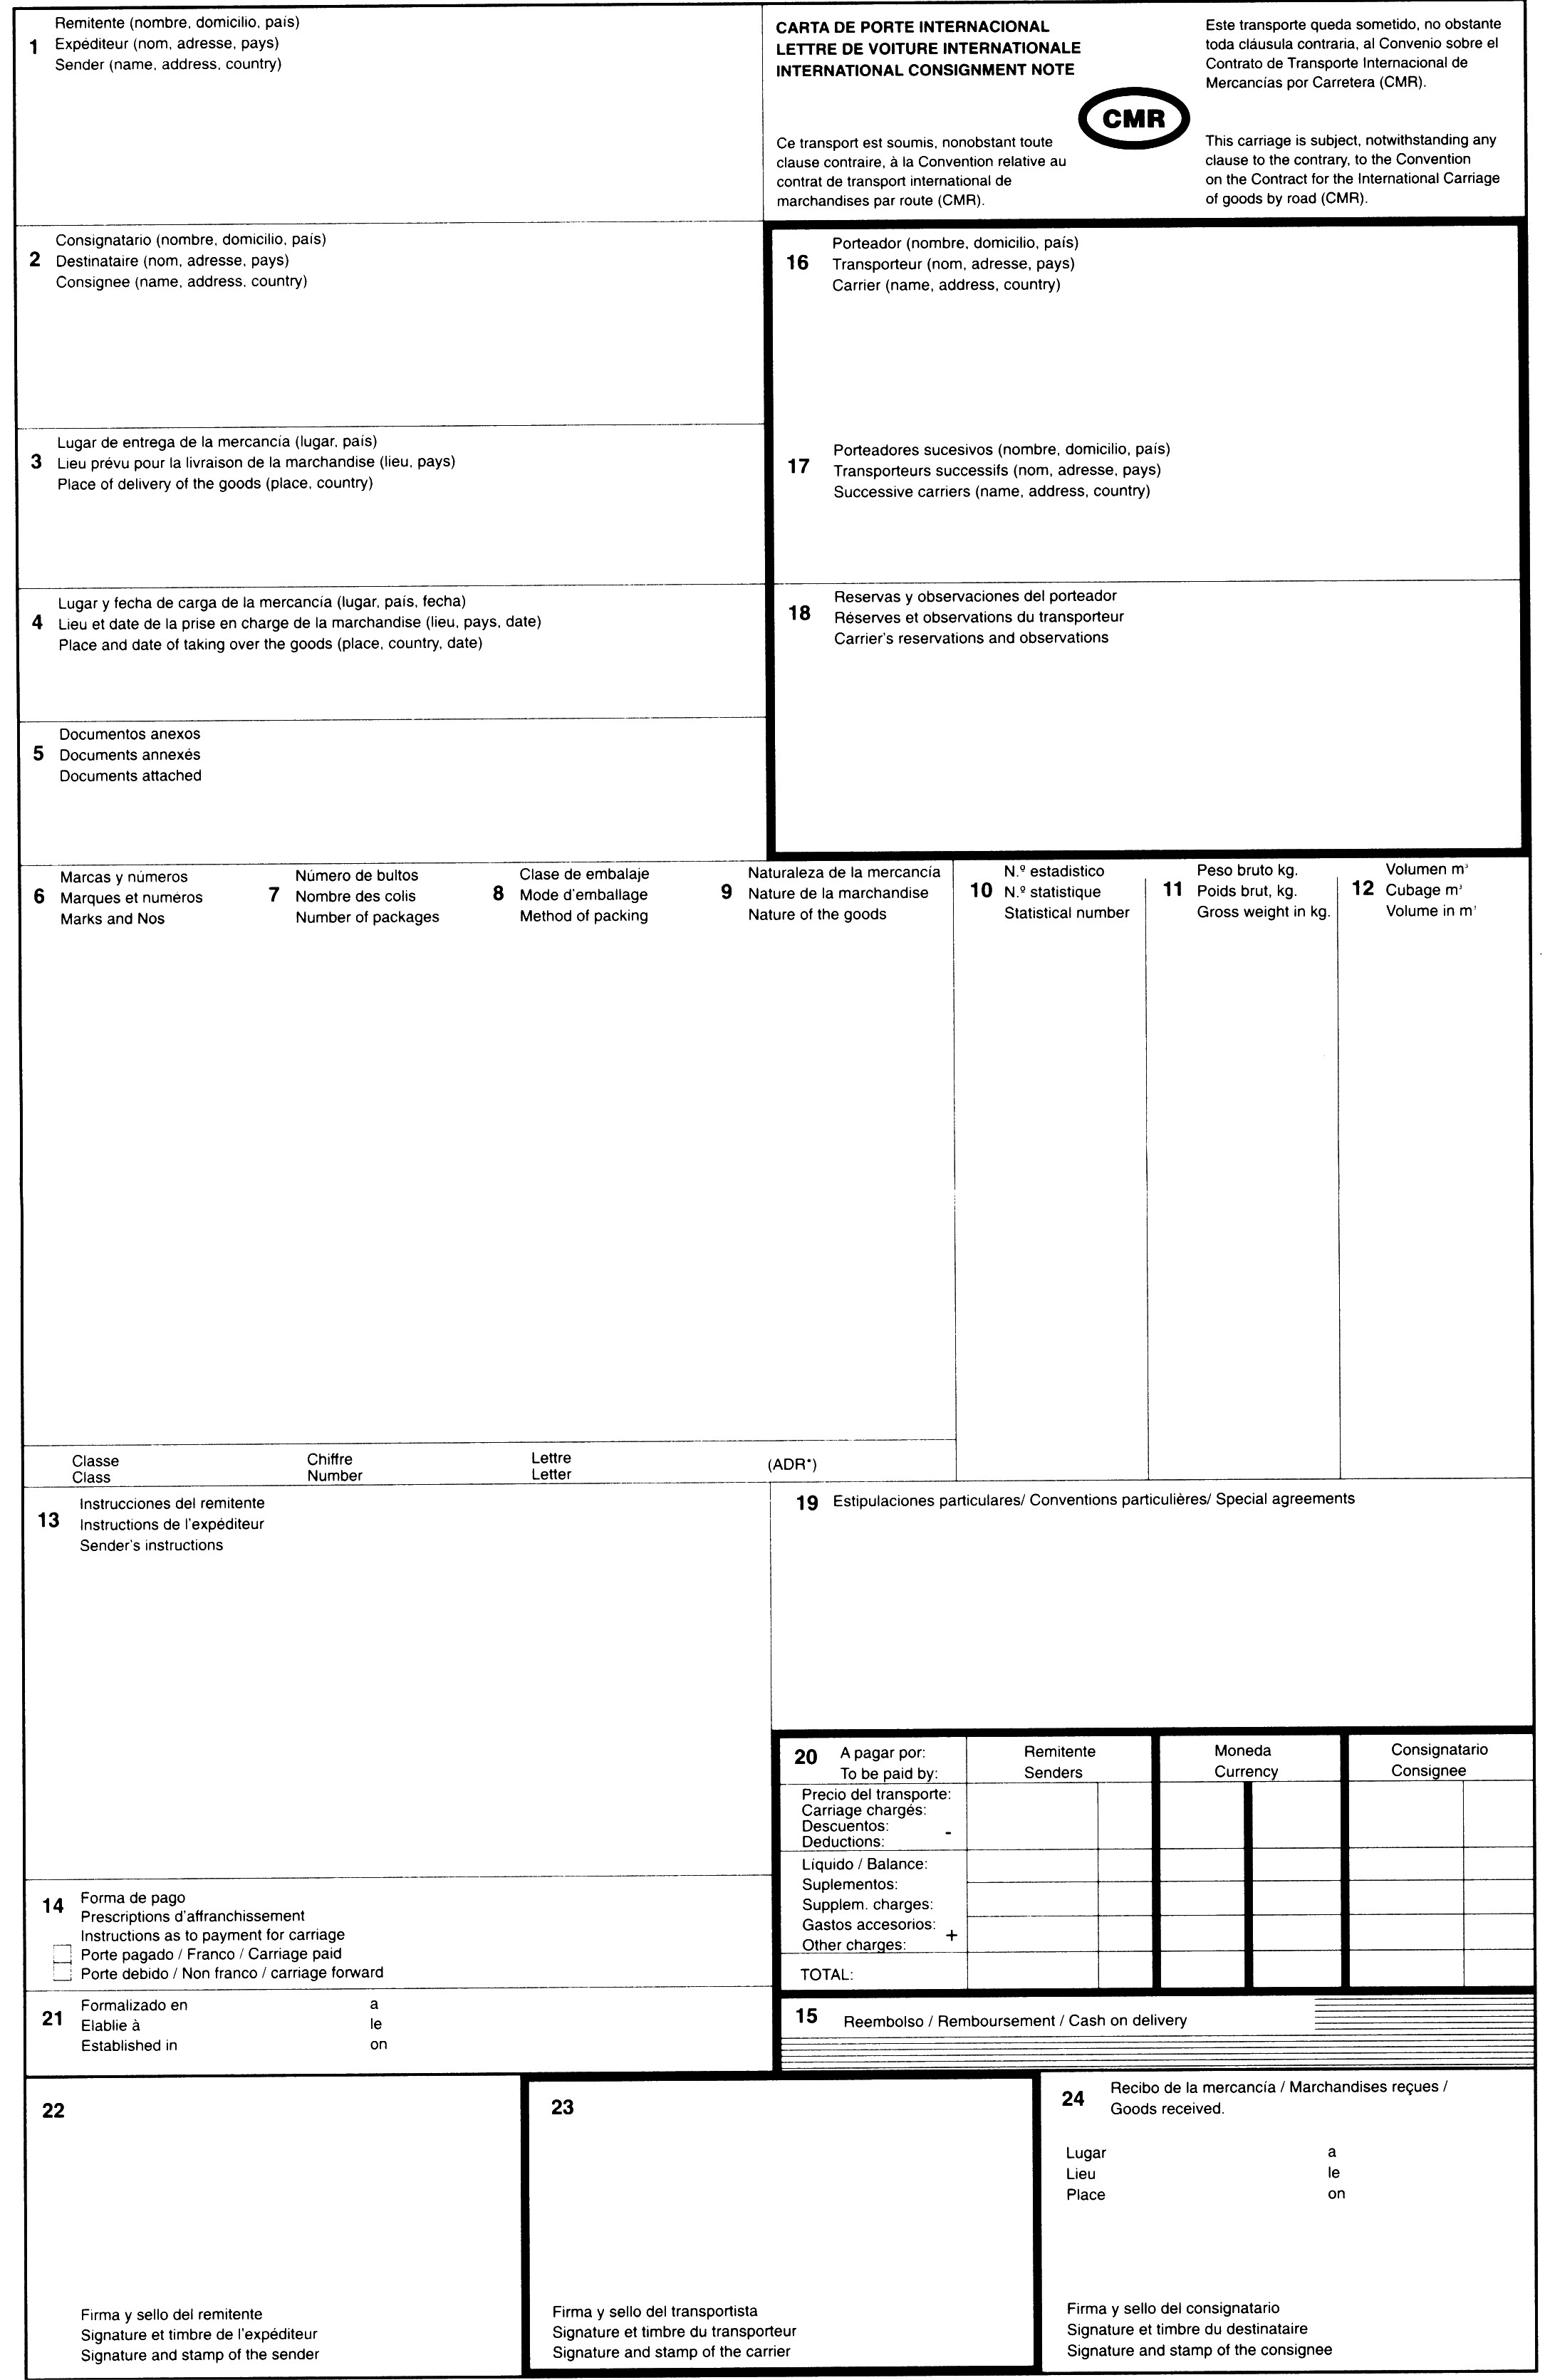 1
Remitente (nombre, domicilio, país)
Expéditeur (nom, adresse, pays)
Sender (name, address, country)
CARTA DE PORTE INTERNACIONAL
LETTRE DE VOITURE INTERNATIONALE
INTERNATIONAL CONSIGNMENT NOTE
CMR
Ce transport est soumis, nonobstant toute
clause contraire, à la Convention relative au
contrat de transport international de
marchandises par route (CMR).
Este transporte queda sometido, no obstante
toda cláusula contraria, al Convenio sobre el
Contrato de Transporte Internacional de
Mercancías por Carretera (CMR).
This carriage is subject, notwithstanding any
clause to the contrary, to the Convention
on the Contract for the International Carriage
of goods by road (CMR).
2
Consignatario (nombre, domicilio, país)
Destinataire (nom, adresse, pays)
Consignee (name, address, country)
16
Porteador (nombre, domicilio, país)
Transporteur (nom, adresse, pays)
Carrier (name, address, country)
3
Lugar de entrega de la mercancía (lugar, país)
Lieu prévu pour la livraison de la marchandise (lieu, pays)
Place of delivery of the goods (place, country)
17
Porteadores sucesivos (nombre, domicilio, país)
Transporteurs successifs (nom, adresse, pays)
Successive carriers (name, address, country)
4
Lugar y fecha de carga de la mercancía (lugar, país, fecha)
Lieu et date de la prise en charge de la marchandise (lieu, pays, date)
Place and date of taking over the goods (place, country, date)
18
Reservas y observaciones del porteador
Réserves et observations du transporteur
Carrier's reservations and observations
5
Documentos anexos
Documents annexés
Documents attached
6
Marcas y números
Marques et numéros
Marks and Nos
7
Número de bultos
Nombre des colis
Number of packages
8
Clase de embalaje
Mode d'emballage
Method of packing
9
Naturaleza de la mercancía
Nature de la marchandise
Nature of the goods
10
N.º estadistico
N.º statistique
Statistical number
11
Peso bruto kg.
Poids brut, kg.
Gross weight in kg.
12
Volumen m³
Cubage m³
Volume in m³
Classe
Class
Chiffre
Number
Lettre
Letter
(ADR*)
13
Instrucciones del remitente
Instructions de l'expéditeur
Sender's instructions
19 Estipulaciones particulares/ Conventions particulières/ Special agreements
20
A pagar por:
To be paid by:
Remitente
Senders
Moneda
Currency
Consignatario
Consignee
Precio del transporte:
Carriage chargés:
Descuentos:
Deductions: -
Líquido / Balance:
Suplementos:
Supplem. charges:
Gastos accesorios:
Other charges: +
TOTAL:
14
Forma de pago
Prescriptions d'affranchissement
Instructions as to payment for carriage
Porte pagado / Franco / Carriage paid
Porte debido / Non franco / carriage forward
21
Formalizado en a
Elablie à le
Established in on
15 Reembolso / Remboursement / Cash on delivery
22
Firma y sello del remitente
Signature et timbre de l'expéditeur
Signature and stamp of the sender
23
Firma y sello del transportista
Signature et timbre du transporteur
Signature and stamp of the carrier
24
Recibo de la mercancía / Marchandises reçues /
Goods received.
Lugar a
Lieu le
Place on
Firma y sello del consignatario
Signature et timbre du destinataire
Signature and stamp of the consignee